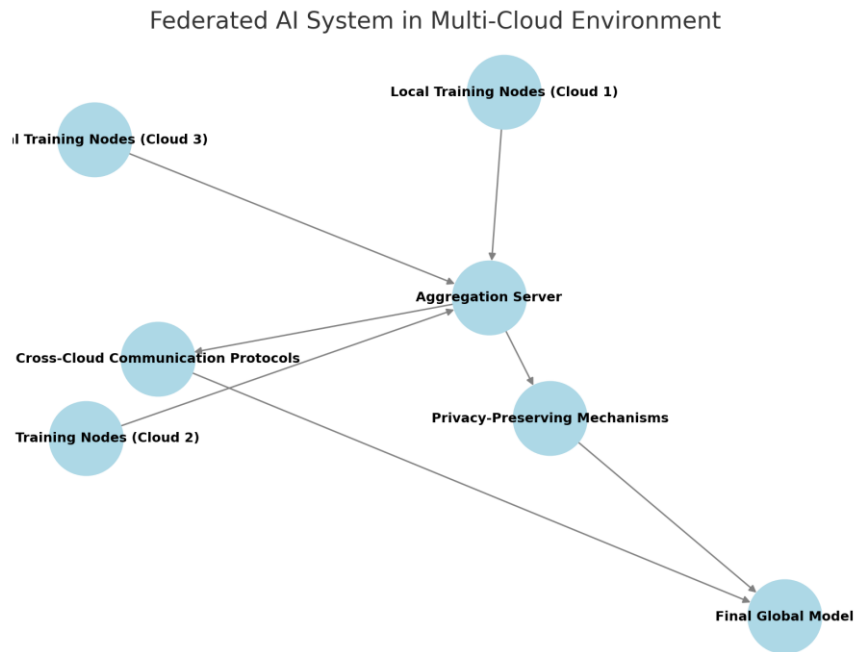 Federated AI System in Multi-Cloud Environment
Local Training Nodes (Cloud 1)
l Training Nodes (Cloud 3)
Aggregation Server
Cross-Cloud Communication Protocols
Privacy-Preserving Mechanisms
Training Nodes (Cloud 2)
Final Global Model